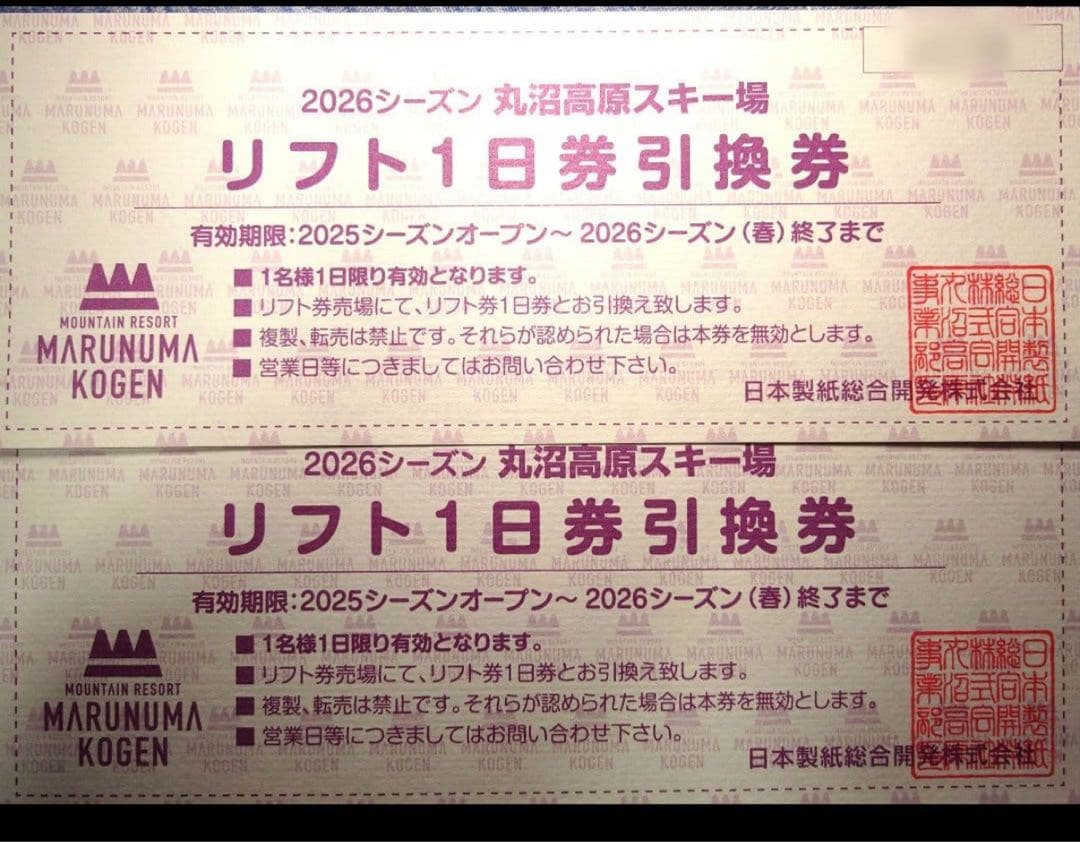 2026シーズン 丸沼高原スキー場
リフト1日券引換券
有効期限：2025シーズンオープン～ 2026シーズン（春）終了まで
■ 1名様1日限り有効となります。
■ リフト券売場にて、リフト券1日券とお引換え致します。
■ 複製、転売は禁止です。それらが認められた場合は本券を無効とします。
■ 営業日等につきましてはお問い合わせ下さい。
MOUNTAIN RESORT
MARUNUMA
KOGEN
日本製紙総合開発株式会社
2026シーズン 丸沼高原スキー場
リフト1日券引換券
有効期限：2025シーズンオープン～ 2026シーズン（春）終了まで
■ 1名様1日限り有効となります。
■ リフト券売場にて、リフト券1日券とお引換え致します。
■ 複製、転売は禁止です。それらが認められた場合は本券を無効とします。
■ 営業日等につきましてはお問い合わせ下さい。
MOUNTAIN RESORT
MARUNUMA
KOGEN
日本製紙総合開発株式会社